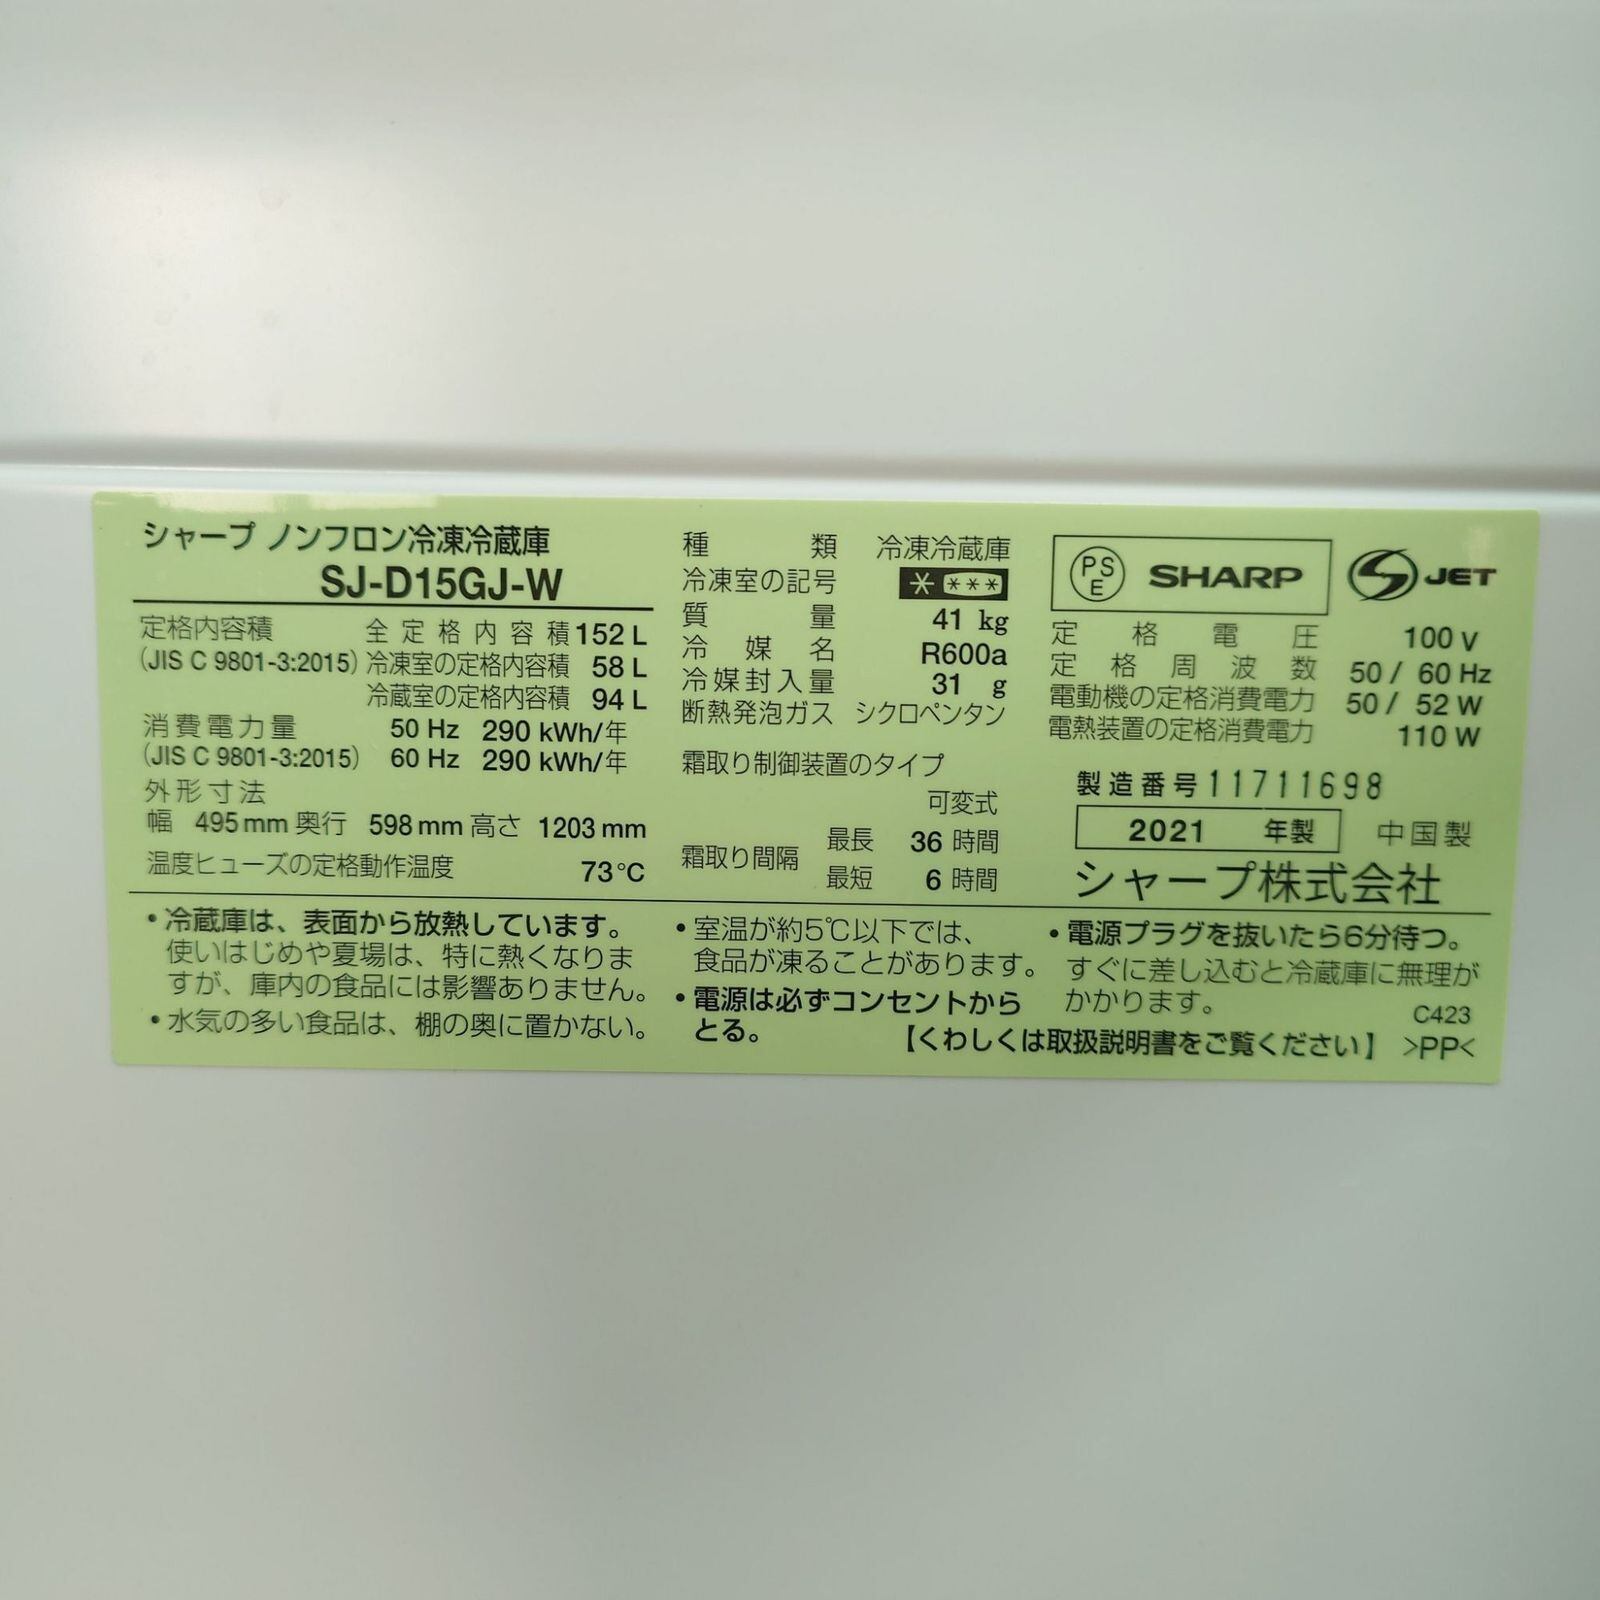 シャープ ノンフロン冷凍冷蔵庫
SJ-D15GJ-W
定格内容積 全定格内容積 152 L
(JIS C 9801-3:2015) 冷凍室の定格内容積 58 L
冷蔵室の定格内容積 94 L
消費電力量 50 Hz 290 kWh/年
(JIS C 9801-3:2015) 60 Hz 290 kWh/年
外形寸法
幅 495 mm 奥行 598 mm 高さ 1203 mm
温度ヒューズの定格動作温度 73℃
種類 冷凍冷蔵庫
冷凍室の記号 * ***
質量 41 kg
冷媒名 R600a
冷媒封入量 31 g
断熱発泡ガス シクロペンタン
霜取り制御装置のタイプ
可変式
霜取り間隔 最長 36 時間
最短 6 時間
PS E SHARP JET
定格電圧 100 V
定格周波数 50 / 60 Hz
電動機の定格消費電力 50 / 52 W
電熱装置の定格消費電力 110 W
製造番号 11711698
2021 年製 中国製
シャープ株式会社
・冷蔵庫は、表面から放熱しています。
使いはじめや夏場は、特に熱くなりま
すが、庫内の食品には影響ありません。
・水気の多い食品は、棚の奥に置かない。
・室温が約5℃以下では、
食品が凍ることがあります。
・電源は必ずコンセントから
とる。
・電源プラグを抜いたら6分待つ。
すぐに差し込むと冷蔵庫に無理が
かかります。
C423
【くわしくは取扱説明書をご覧ください】 >PP<